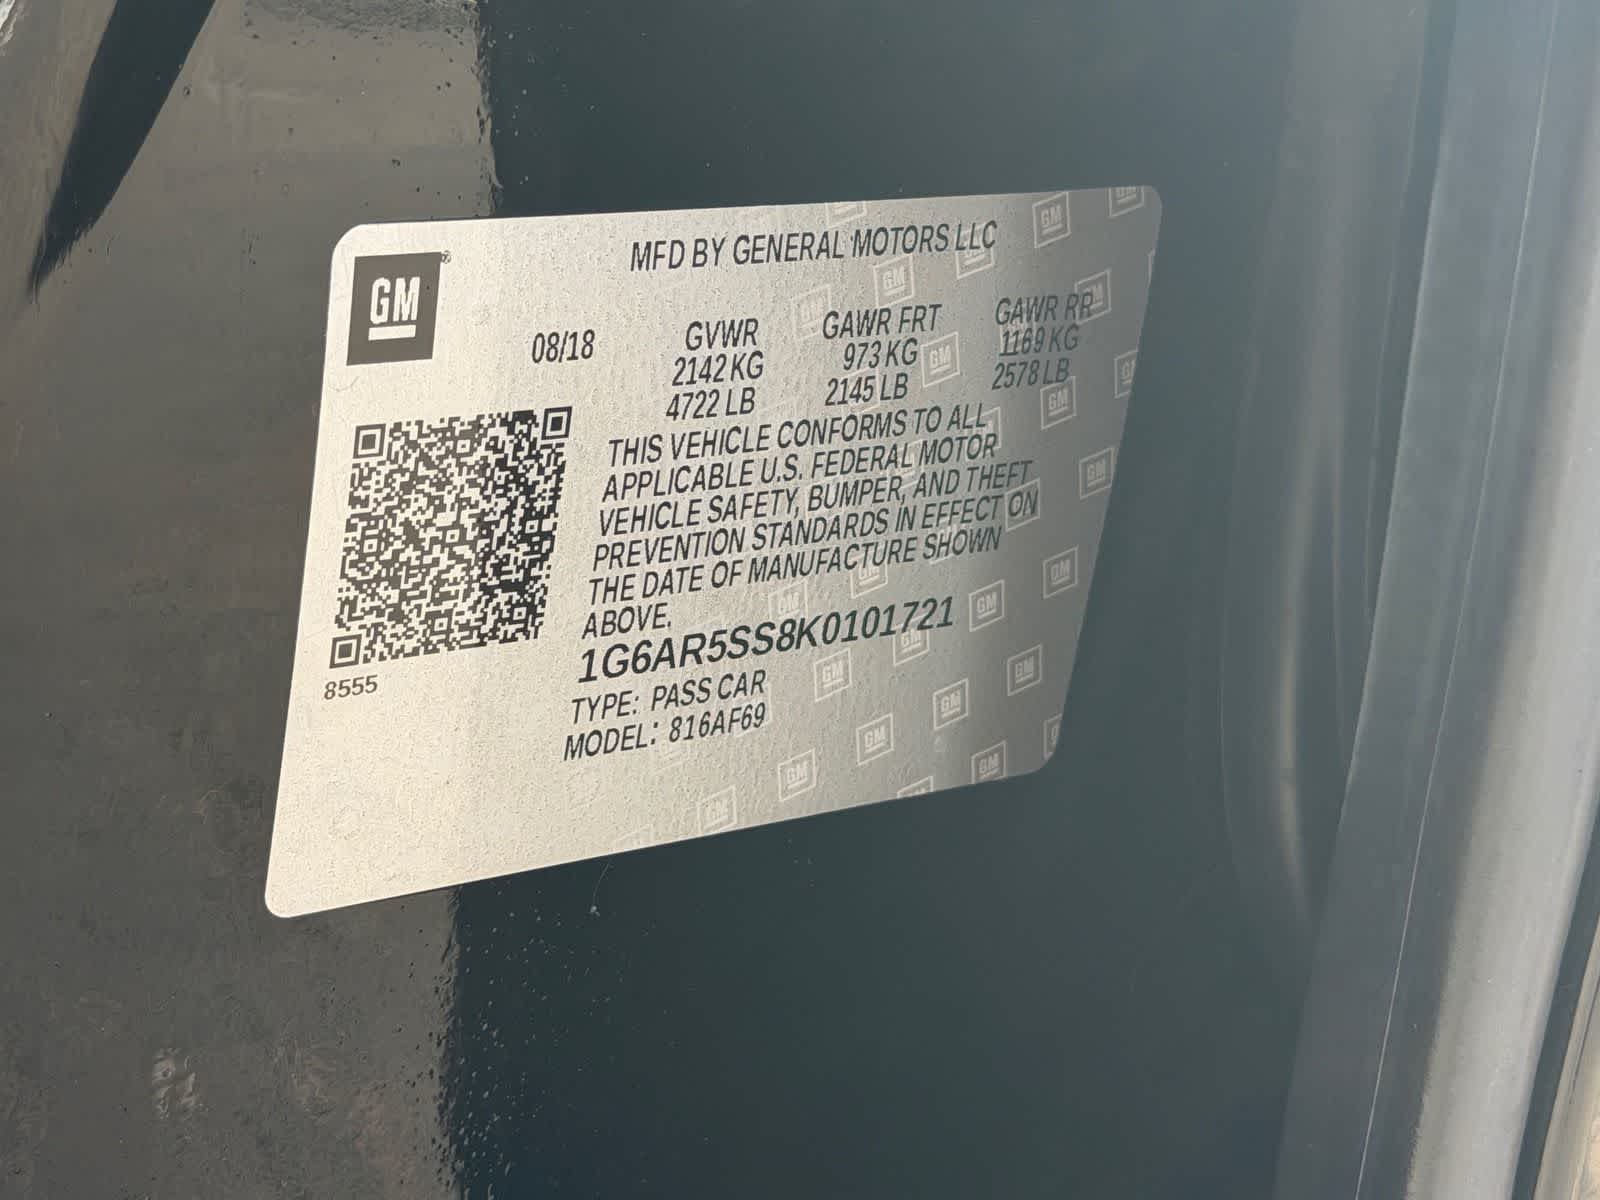 GM
MFD BY GENERAL MOTORS LLC
08/18 GVWR GAWR FRT GAWR RR
2142 KG 973 KG 1169 KG
4722 LB 2145 LB 2578 LB
THIS VEHICLE CONFORMS TO ALL
APPLICABLE U.S. FEDERAL MOTOR
VEHICLE SAFETY, BUMPER, AND THEFT
PREVENTION STANDARDS IN EFFECT ON
THE DATE OF MANUFACTURE SHOWN
ABOVE.
1G6AR5SS8K0101721
8555
TYPE: PASS CAR
MODEL: 816AF69